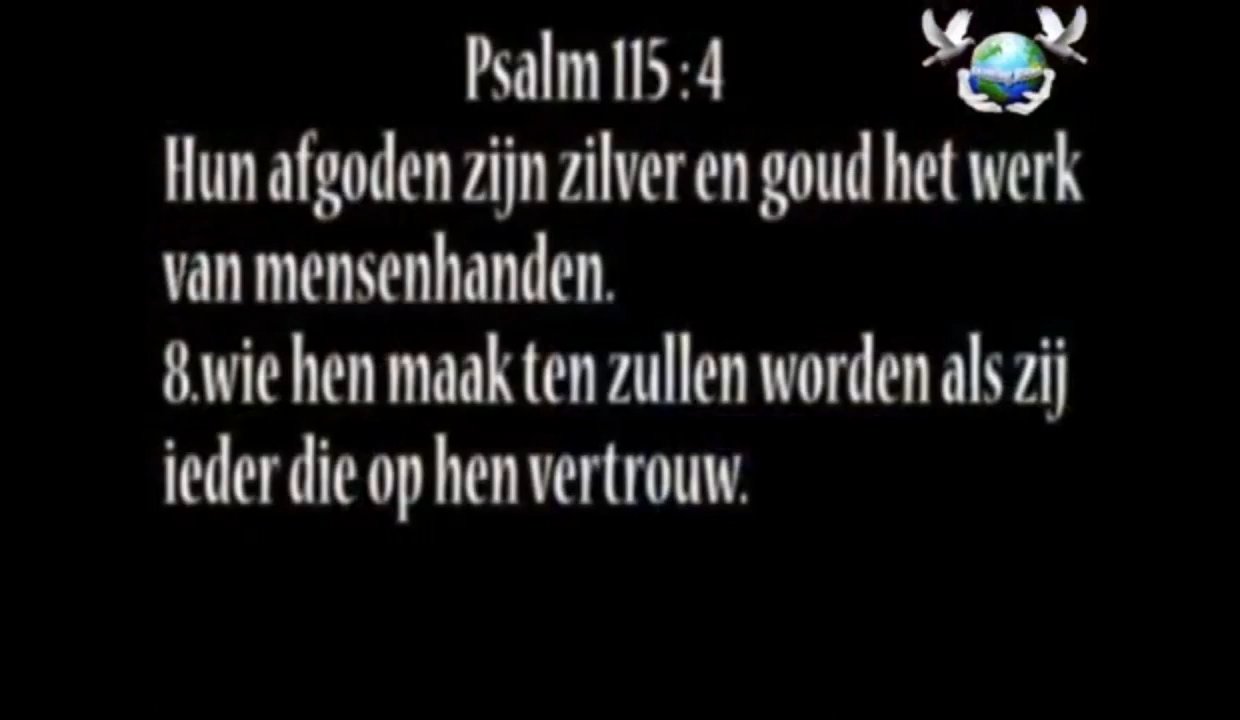 Psalm 115 : 4
Hun afgoden zijn zilver en goud het werk
van mensenhanden.
8.wie hen maak ten zullen worden als zij
ieder die op hen vertrouw.